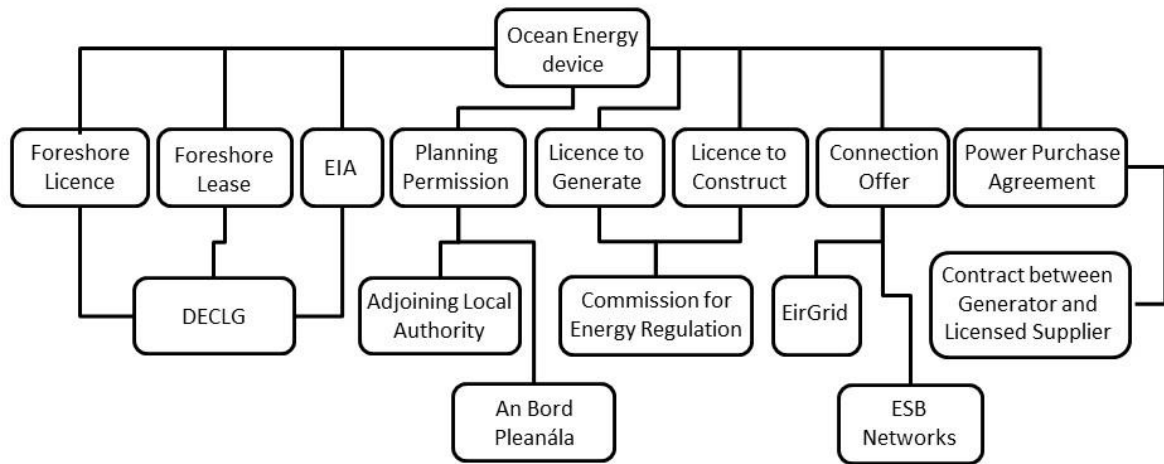 Ocean Energy
device
Foreshore
Licence
Foreshore
Lease
EIA
Planning
Permission
Licence to
Generate
Licence to
Construct
Connection
Offer
Power Purchase
Agreement
DECLG
Adjoining Local
Authority
Commission for
Energy Regulation
EirGrid
Contract between
Generator and
Licensed Supplier
An Bord
Pleanála
ESB
Networks